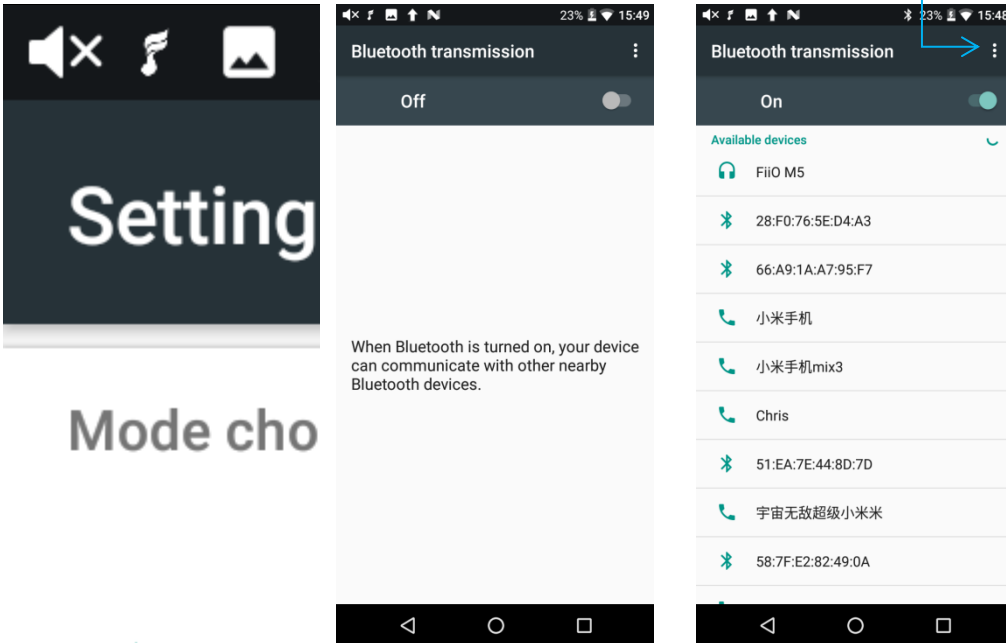 Setting
Mode cho
23% 15:49
Bluetooth transmission
Off
When Bluetooth is turned on, your device
can communicate with other nearby
Bluetooth devices.
23% 15:48
Bluetooth transmission
On
Available devices
FiiO M5
28:F0:76:5E:D4:A3
66:A9:1A:A7:95:F7
小米手机
小米手机mix3
Chris
51:EA:7E:44:8D:7D
宇宙无敌超级小米米
58:7F:E2:82:49:0A